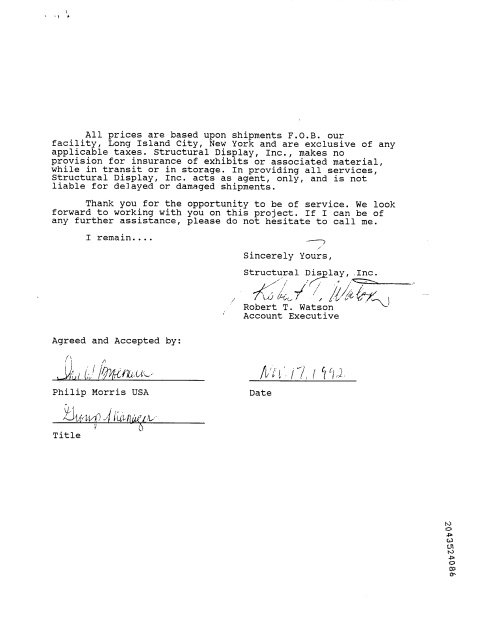 All prices are based upon shipments F.O.B. our
facility, Long Island City, New York and are exclusive of any
applicable taxes. Structural Display, Inc., makes no
provision for insurance of exhibits or associated material,
while in transit or in storage. In providing all services,
Structural Display, Inc. acts as agent, only, and is not
liable for delayed or damaged shipments.
Thank you for the opportunity to be of service. We look
forward to working with you on this project. If I can be of
any further assistance, please do not hesitate to call me.
I remain....
Sincerely Yours,
Structural Display, Inc.
Robert T. Watson
Robert T. Watson
Account Executive
Agreed and Accepted by:
Nov. 17, 1992
Philip Morris USA
Date
Group Manager
Title
2043524086